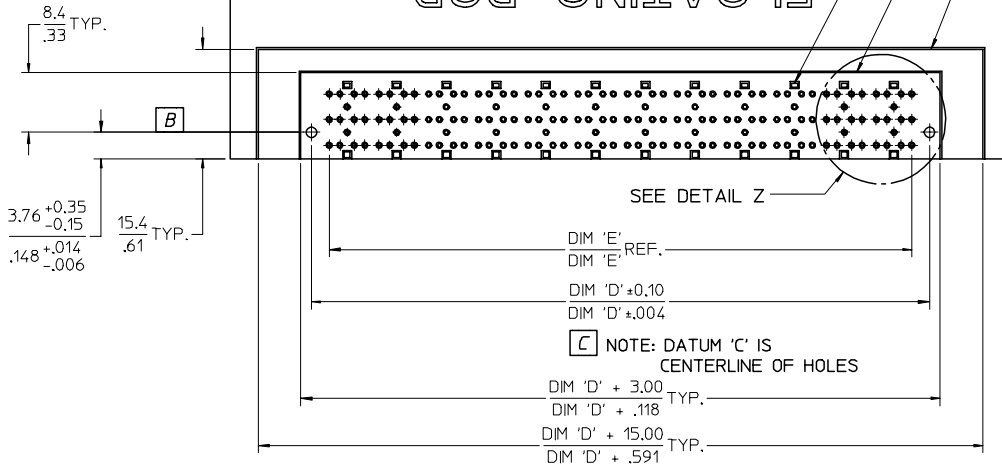 8.4
.33 TYP.
B
3.76 +0.35 -0.15
.148 +.014 -.006
15.4
.61 TYP.
SEE DETAIL Z
DIM 'E'
DIM 'E' REF.
DIM 'D' ±0.10
DIM 'D' ±.004
C NOTE: DATUM 'C' IS
CENTERLINE OF HOLES
DIM 'D' + 3.00
DIM 'D' + .118 TYP.
DIM 'D' + 15.00
DIM 'D' + .591 TYP.